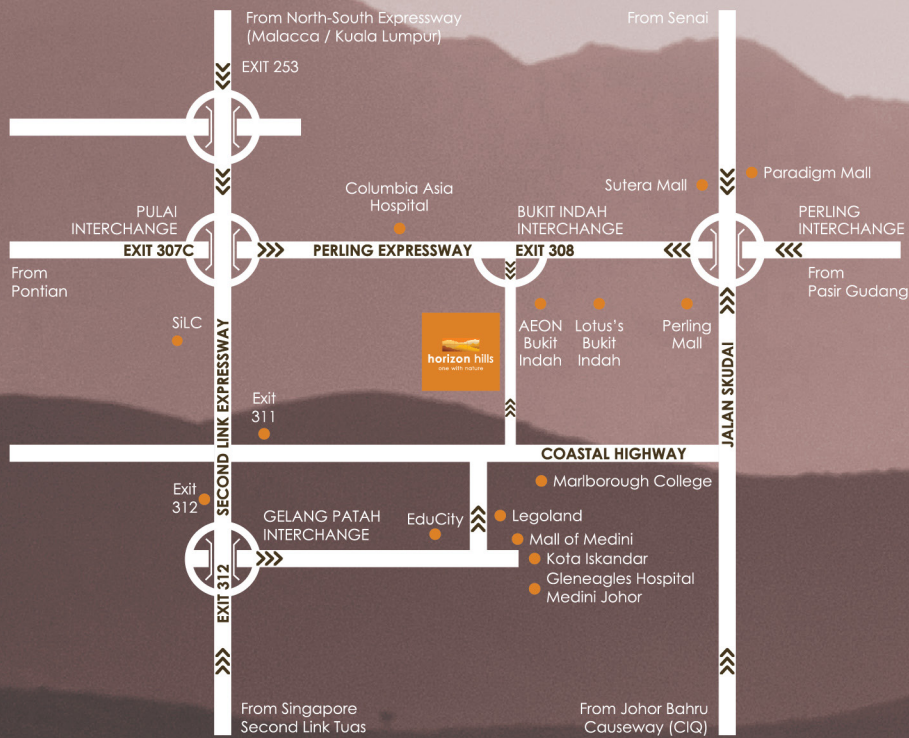 From North-South Expressway
(Malacca / Kuala Lumpur)
EXIT 253
From Senai
Paradigm Mall
Sutera Mall
Columbia Asia
Hospital
PULAI
INTERCHANGE
EXIT 307C
From
Pontian
PERLING EXPRESSWAY
BUKIT INDAH
INTERCHANGE
EXIT 308
PERLING
INTERCHANGE
From
Pasir Gudang
SiLC
horizon hills
one with nature
AEON
Bukit
Indah
Lotus's
Bukit
Indah
Perling
Mall
SECOND LINK EXPRESSWAY
JALAN SKUDAI
Exit
311
COASTAL HIGHWAY
Marlborough College
Exit
312
GELANG PATAH
INTERCHANGE
EduCity
Legoland
Mall of Medini
Kota Iskandar
Gleneagles Hospital
Medini Johor
EXIT 312
From Singapore
Second Link Tuas
From Johor Bahru
Causeway (CIQ)